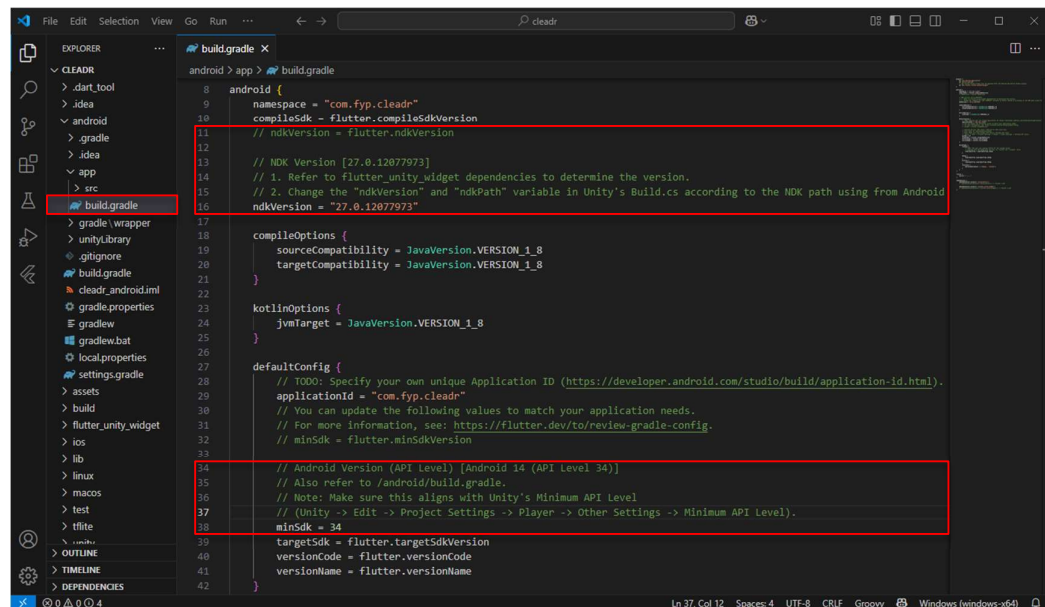 File Edit Selection View Go Run ... cleadr
EXPLORER
CLEADR
.dart_tool
.idea
android
.gradle
.idea
app
src
build.gradle
gradle\wrapper
unityLibrary
.gitignore
build.gradle
cleadr_android.iml
gradle.properties
gradlew
gradlew.bat
local.properties
settings.gradle
assets
build
flutter_unity_widget
ios
lib
linux
macos
test
tflite
unity
OUTLINE
TIMELINE
DEPENDENCIES
build.gradle
android > app > build.gradle
8 android {
9 namespace = "com.fyp.cleadr"
10 compileSdk = flutter.compileSdkVersion
11 // ndkVersion = flutter.ndkVersion
12
13 // NDK Version [27.0.12077973]
14 // 1. Refer to flutter_unity_widget dependencies to determine the version.
15 // 2. Change the "ndkVersion" and "ndkPath" variable in Unity's Build.cs according to the NDK path using from Android
16 ndkVersion = "27.0.12077973"
17
18 compileOptions {
19 sourceCompatibility = JavaVersion.VERSION_1_8
20 targetCompatibility = JavaVersion.VERSION_1_8
21 }
22
23 kotlinOptions {
24 jvmTarget = JavaVersion.VERSION_1_8
25 }
26
27 defaultConfig {
28 // TODO: Specify your own unique Application ID (https://developer.android.com/studio/build/application-id.html).
29 applicationId = "com.fyp.cleadr"
30 // You can update the following values to match your application needs.
31 // For more information, see: https://flutter.dev/to/review-gradle-config.
32 // minSdk = flutter.minSdkVersion
33
34 // Android Version (API Level) [Android 14 (API Level 34)]
35 // Also refer to /android/build.gradle.
36 // Note: Make sure this aligns with Unity's Minimum API Level
37 // (Unity -> Edit -> Project Settings -> Player -> Other Settings -> Minimum API Level).
38 minSdk = 34
39 targetSdk = flutter.targetSdkVersion
40 versionCode = flutter.versionCode
41 versionName = flutter.versionName
42 }
0 0 4 Ln 37, Col 12 Spaces: 4 UTF-8 CRLF Groovy Windows (windows-x64)